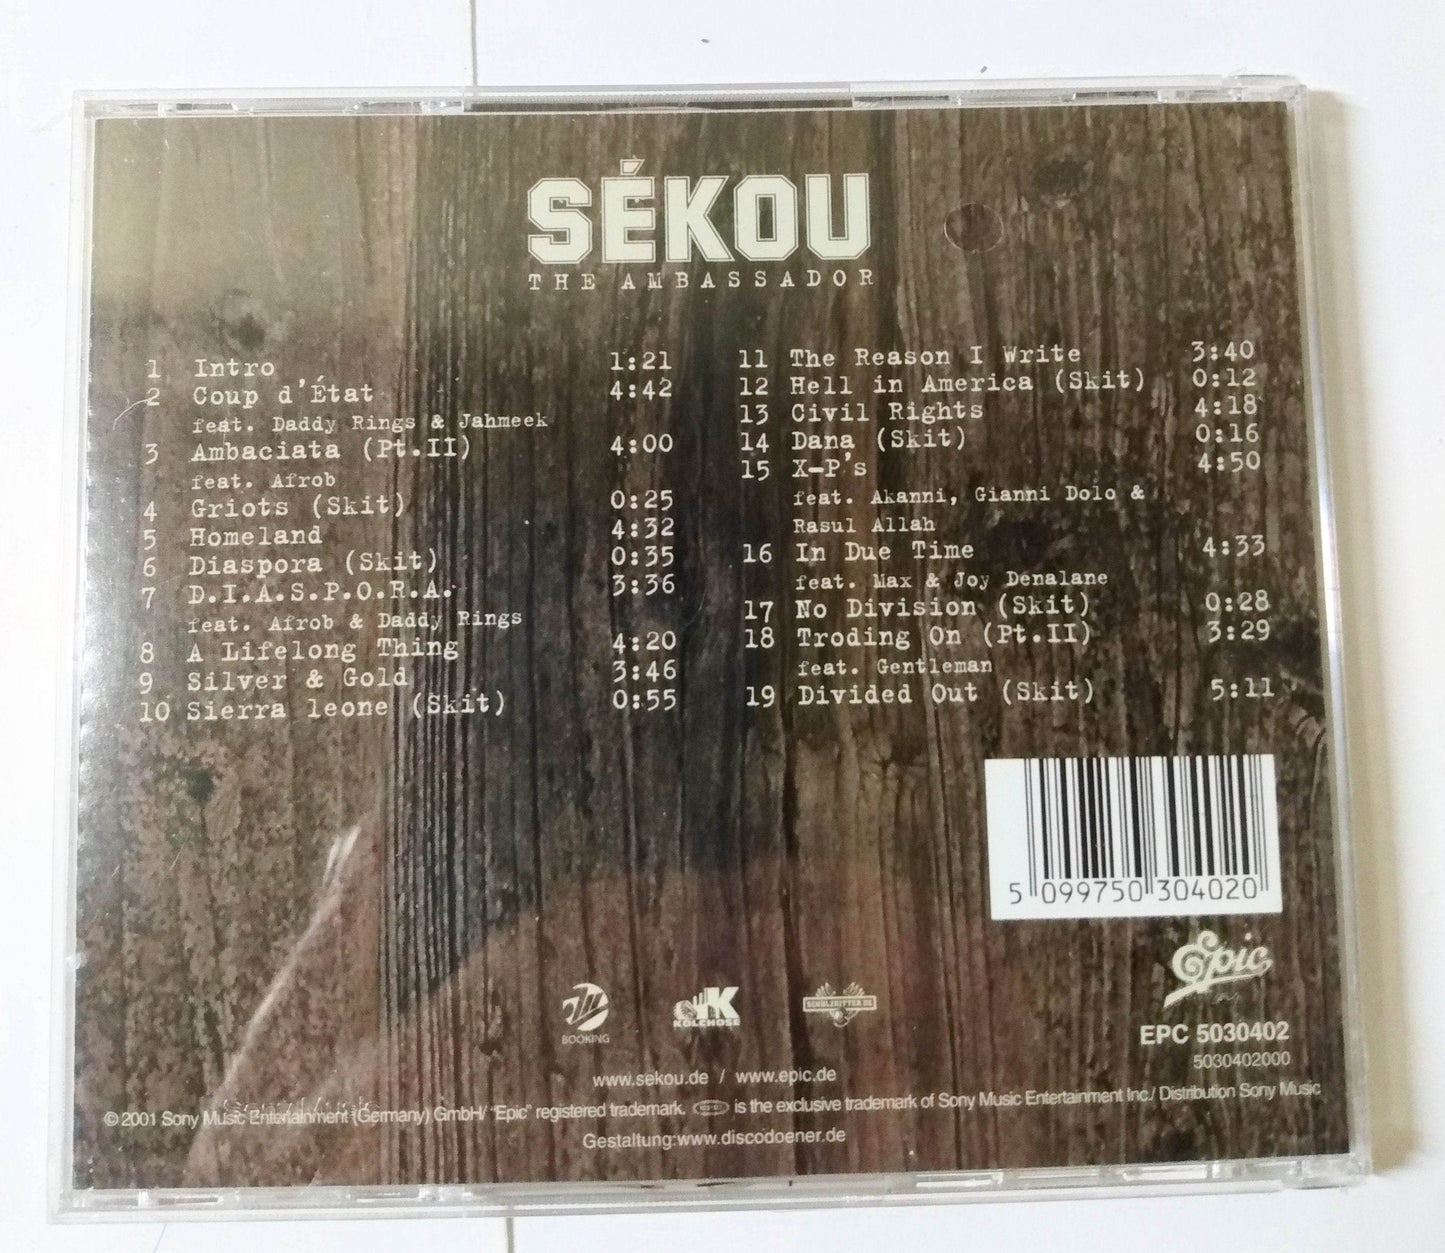 SÉKOU
THE AMBASSADOR
1 Intro 1:21
2 Coup d'État 4:42
feat. Daddy Rings & Jahmeek
3 Ambaciata (Pt.II) 4:00
feat. Afrob
4 Griots (Skit) 0:25
5 Homeland 4:32
6 Diaspora (Skit) 0:35
7 D.I.A.S.P.O.R.A. 3:36
feat. Afrob & Daddy Rings
8 A Lifelong Thing 4:20
9 Silver & Gold 3:46
10 Sierra leone (Skit) 0:55
11 The Reason I Write 3:40
12 Hell in America (Skit) 0:12
13 Civil Rights 4:18
14 Dana (Skit) 0:16
15 X-P's 4:50
feat. Akanni, Gianni Dolo &
Rasul Allah
16 In Due Time 4:33
feat. Max & Joy Denalane
17 No Division (Skit) 0:28
18 Troding On (Pt.II) 3:29
feat. Gentleman
19 Divided Out (Skit) 5:11
5 099750 304020
Epic
BOOKING
K
KOLCHOSE
EPC 5030402
5030402000
www.sekou.de / www.epic.de
© 2001 Sony Music Entertainment (Germany) GmbH/ "Epic" registered trademark. is the exclusive trademark of Sony Music Entertainment Inc./ Distribution Sony Music
Gestaltung:www.discodoener.de